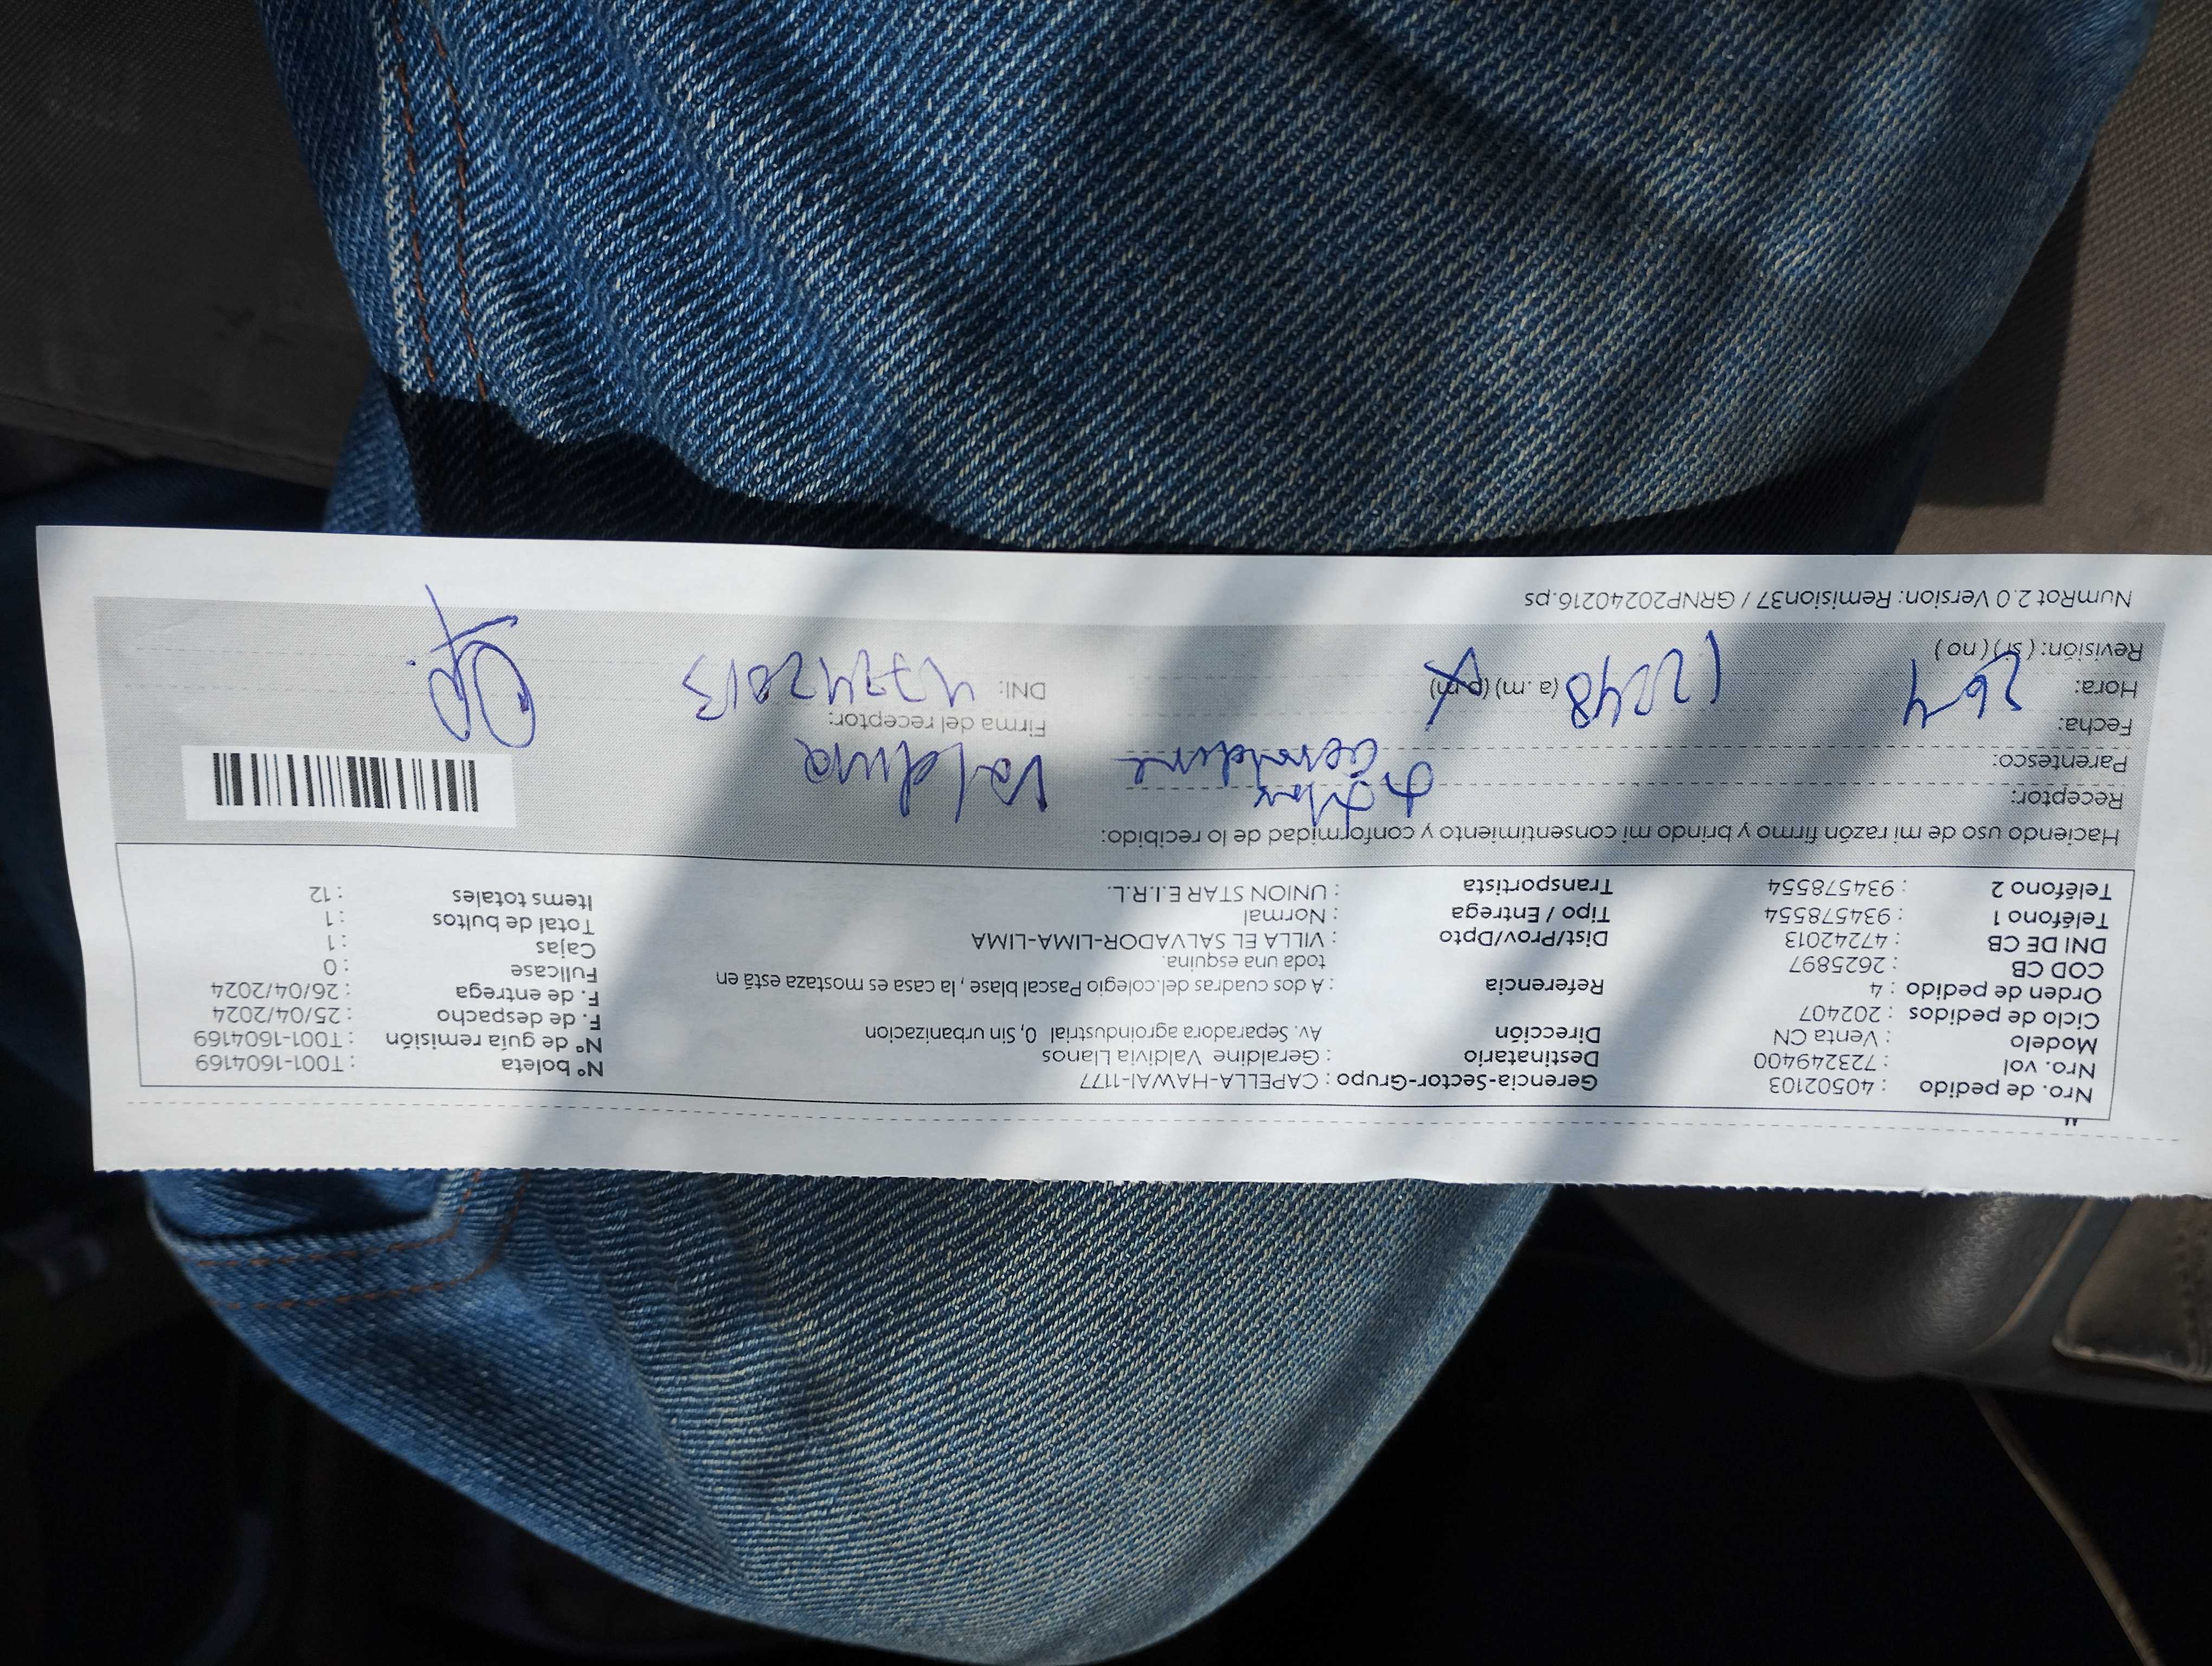 Nro. de pedido : 40502103 Gerencia-Sector-Grupo : CAPELLA-HAWAI-1177 N° boleta : T001-1604169
Nro. vol : 723249400 Destinatario : Geraldine Valdivia Llanos N° de guía remisión : T001-1604169
Modelo : Venta CN Dirección Av. Separadora agroindustrial 0, Sin urbanizacion F. de despacho : 25/04/2024
Ciclo de pedidos : 202407 F. de entrega : 26/04/2024
Orden de pedido : 4 Referencia : A dos cuadras del.colegio Pascal blase , la casa es mostaza está en Fullcase : 0
COD CB : 2625897 toda una esquina. Cajas : 1
DNI DE CB : 47242013 Dist/Prov/Dpto : VILLA EL SALVADOR-LIMA-LIMA Total de bultos : 1
Teléfono 1 : 934578554 Tipo / Entrega : Normal Items totales : 12
Teléfono 2 : 934578554 Transportista : UNION STAR E.I.R.L.
Haciendo uso de mi razón firmo y brindo mi consentimiento y conformidad de lo recibido:
Receptor:
Parentesco: Geraldine Valdivia
Fecha: Firma del receptor:
Hora: 26 4 12 48 (a. m) (p.m) DNI: 47242013
Revisión: ( si ) ( no )
NumRot 2.0 Version: Remision37 / GRNP20240216.ps